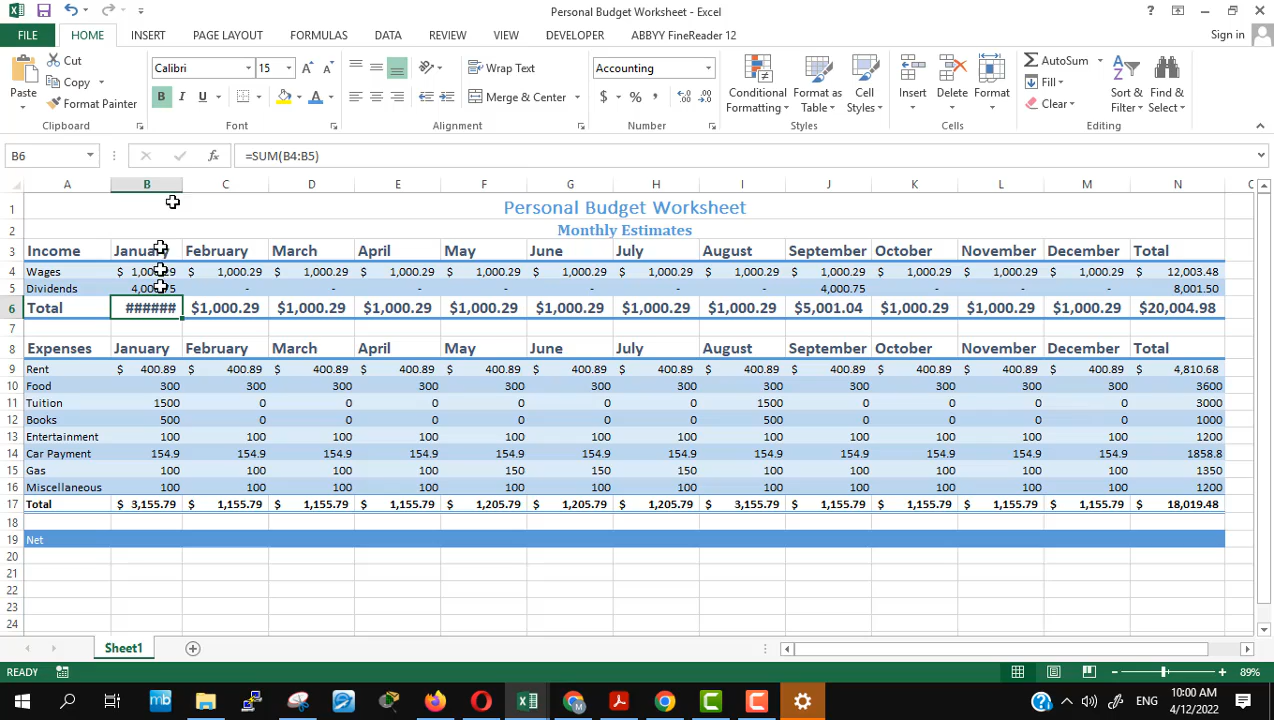 Personal Budget Worksheet - Excel
FILE HOME INSERT PAGE LAYOUT FORMULAS DATA REVIEW VIEW DEVELOPER ABBYY FineReader 12 Sign in
Cut
Copy
Format Painter
Paste
Clipboard
Calibri 15
B I U
Font
Wrap Text
Merge & Center
Alignment
Accounting
$ % ,
Number
Conditional Formatting
Format as Table
Cell Styles
Styles
Insert Delete Format
Cells
AutoSum
Fill
Clear
Sort & Filter
Find & Select
Editing
B6 =SUM(B4:B5)
A B C D E F G H I J K L M N
1 Personal Budget Worksheet
2 Monthly Estimates
3 Income January February March April May June July August September October November December Total
4 Wages $ 1,000.29 $ 1,000.29 $ 1,000.29 $ 1,000.29 $ 1,000.29 $ 1,000.29 $ 1,000.29 $ 1,000.29 $ 1,000.29 $ 1,000.29 $ 1,000.29 $ 1,000.29 $ 12,003.48
5 Dividends 4,000.75 - - - - - - - 4,000.75 - - - 8,001.50
6 Total ###### $1,000.29 $1,000.29 $1,000.29 $1,000.29 $1,000.29 $1,000.29 $1,000.29 $5,001.04 $1,000.29 $1,000.29 $1,000.29 $20,004.98
7
8 Expenses January February March April May June July August September October November December Total
9 Rent $ 400.89 $ 400.89 $ 400.89 $ 400.89 $ 400.89 $ 400.89 $ 400.89 $ 400.89 $ 400.89 $ 400.89 $ 400.89 $ 400.89 $ 4,810.68
10 Food 300 300 300 300 300 300 300 300 300 300 300 300 3600
11 Tuition 1500 0 0 0 0 0 0 1500 0 0 0 0 3000
12 Books 500 0 0 0 0 0 0 500 0 0 0 0 1000
13 Entertainment 100 100 100 100 100 100 100 100 100 100 100 100 1200
14 Car Payment 154.9 154.9 154.9 154.9 154.9 154.9 154.9 154.9 154.9 154.9 154.9 154.9 1858.8
15 Gas 100 100 100 100 150 150 150 100 100 100 100 100 1350
16 Miscellaneous 100 100 100 100 100 100 100 100 100 100 100 100 1200
17 Total $ 3,155.79 $ 1,155.79 $ 1,155.79 $ 1,155.79 $ 1,205.79 $ 1,205.79 $ 1,205.79 $ 3,155.79 $ 1,155.79 $ 1,155.79 $ 1,155.79 $ 1,155.79 $ 18,019.48
18
19 Net
20
21
22
23
24
Sheet1
READY 89%
mb ENG 10:00 AM
4/12/2022